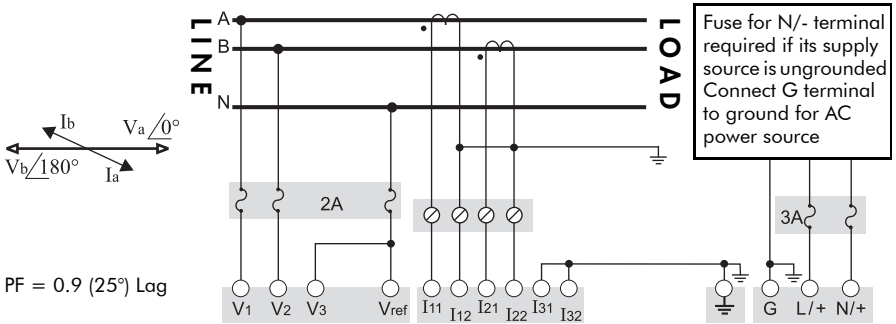 A
B
N
LINE
LOAD
Fuse for N/- terminal
required if its supply
source is ungrounded
Connect G terminal
to ground for AC
power source
Ib
Va/0°
Vb/180°
Ia
2A
3A
PF = 0.9 (25°) Lag
V1
V2
V3
Vref
I11
I12
I21
I22
I31
I32
G
L/+
N/+